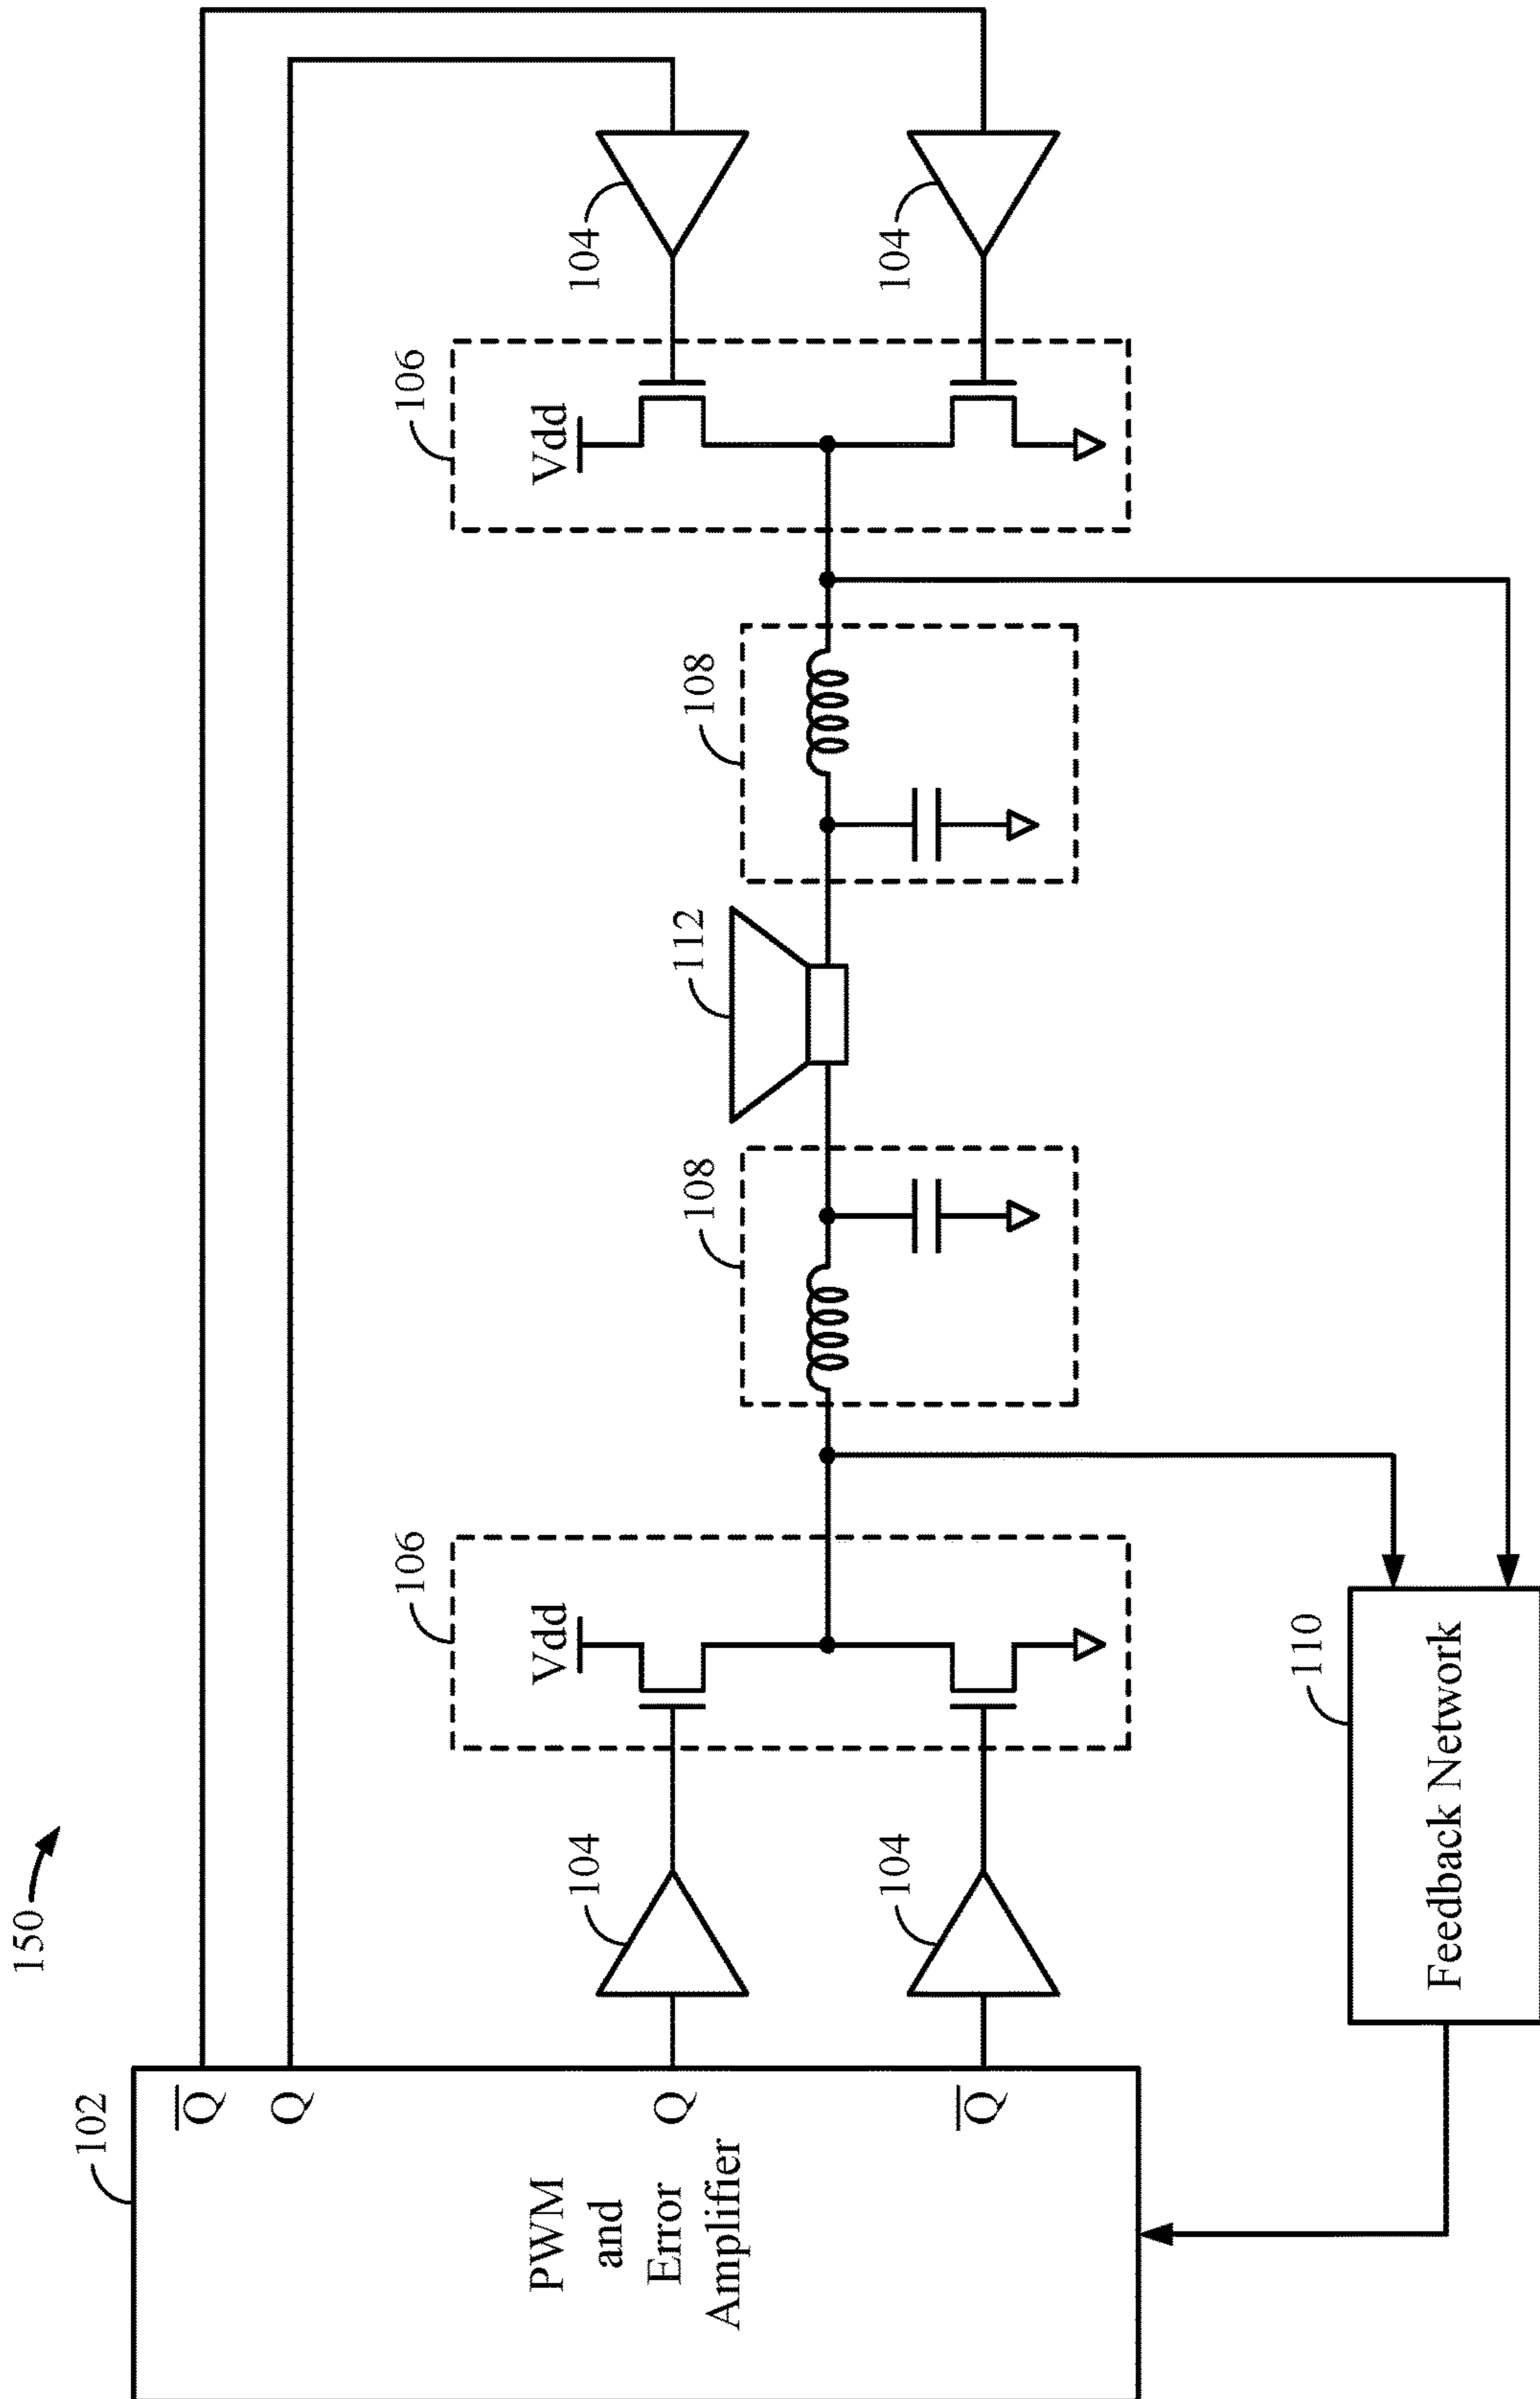 150
102
Q̅
Q
Q
Q̅
PWM
and
Error
Amplifier
104
104
106
Vdd
108
112
108
106
Vdd
104
104
110
Feedback Network